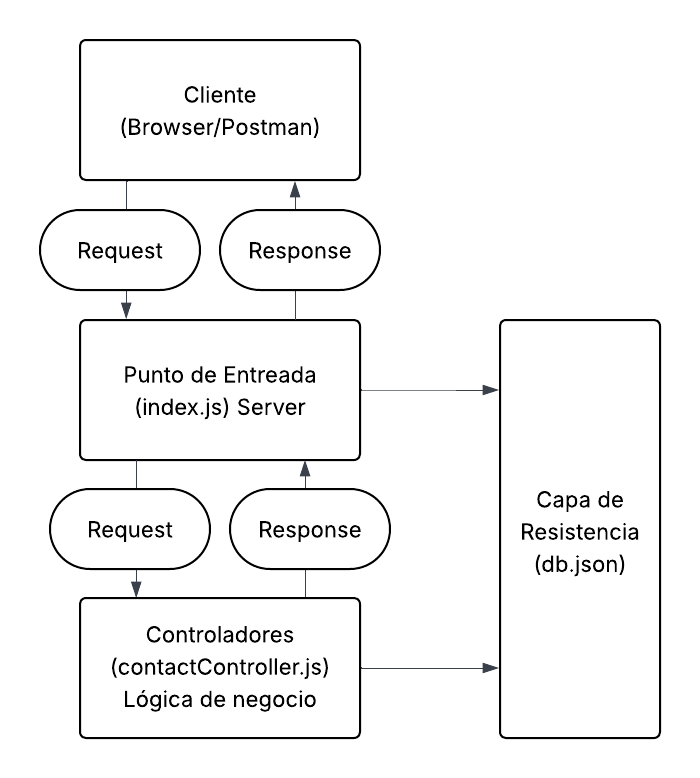 Cliente
(Browser/Postman)
Request
Response
Punto de Entreada
(index.js) Server
Request
Response
Controladores
(contactController.js)
Lógica de negocio
Capa de
Resistencia
(db.json)